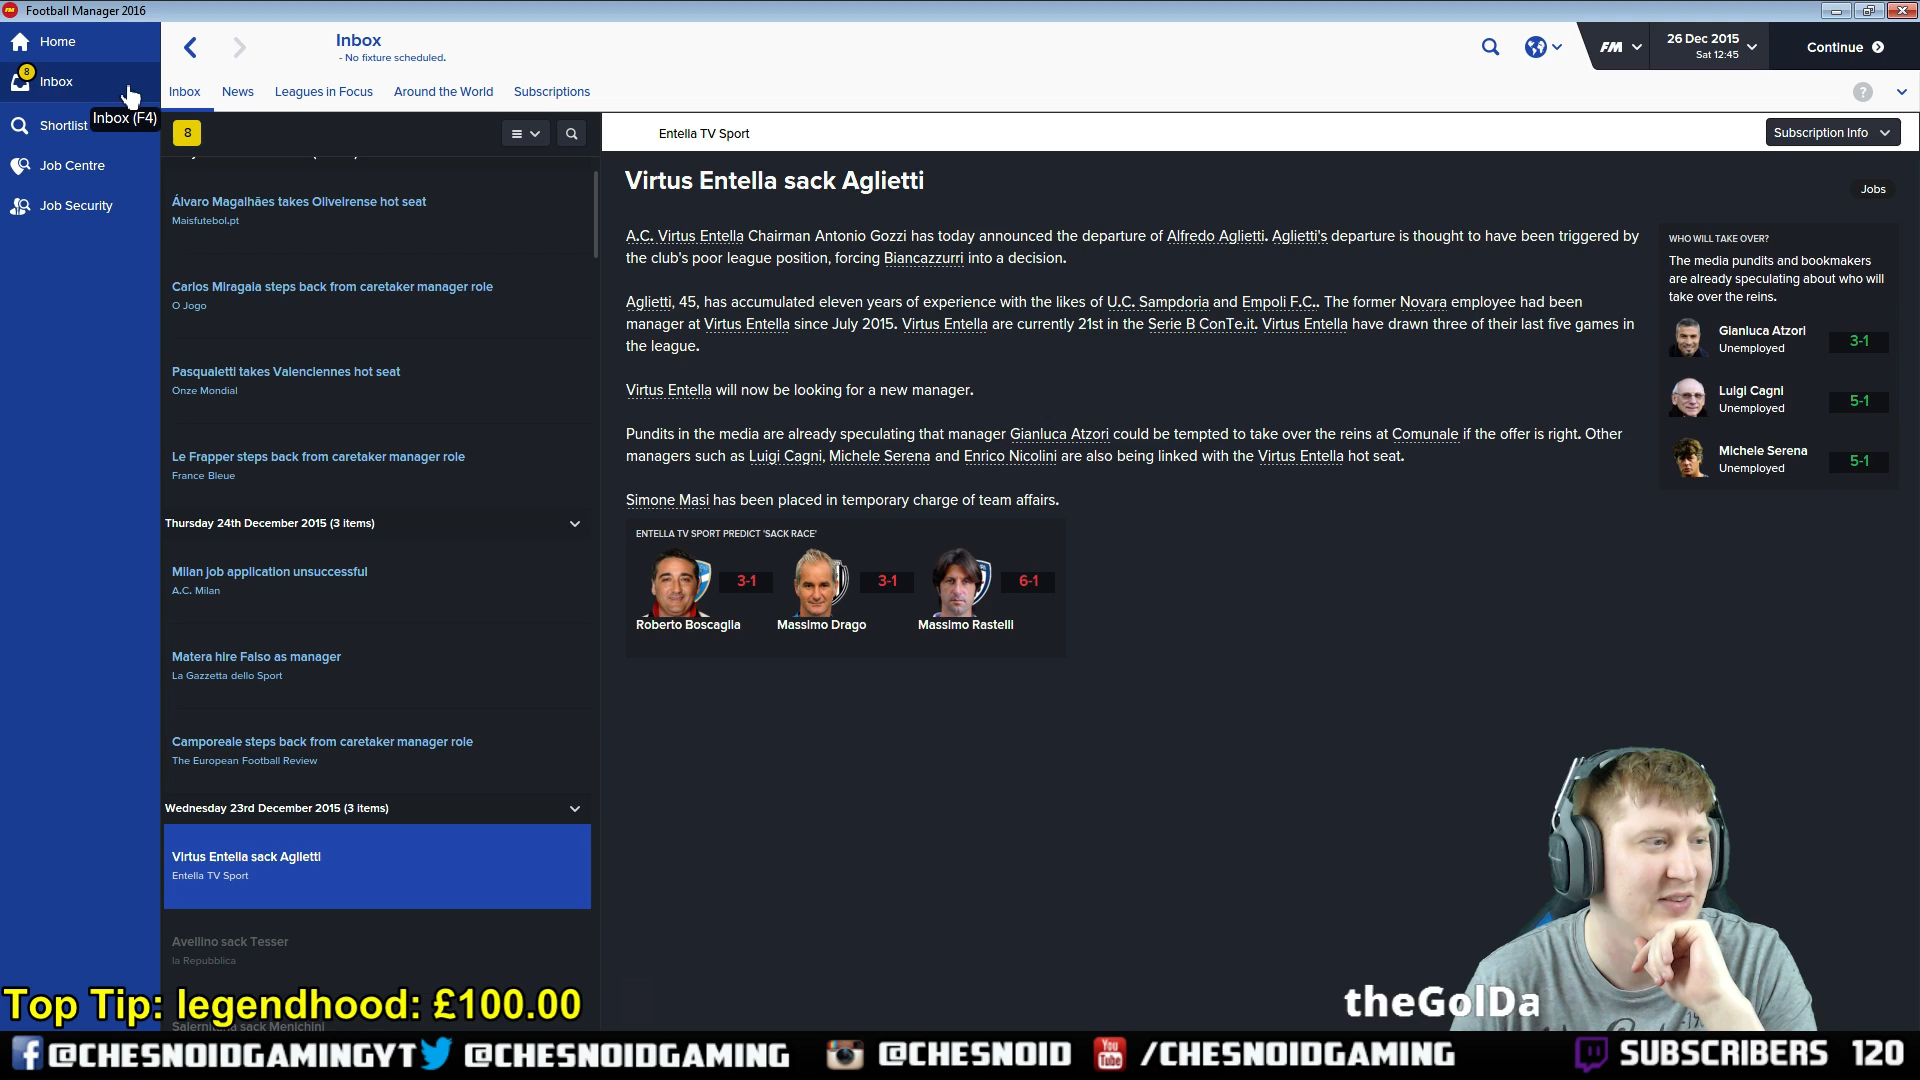 Football Manager 2016
Home
8
Inbox
Inbox (F4)
Shortlist
Job Centre
Job Security
Inbox
- No fixture scheduled.
FM
26 Dec 2015
Sat 12:45
Continue
Inbox
News
Leagues in Focus
Around the World
Subscriptions
?
8
Álvaro Magalhães takes Oliveirense hot seat
Maisfutebol.pt
Carlos Miragaia steps back from caretaker manager role
O Jogo
Pasqualetti takes Valenciennes hot seat
Onze Mondial
Le Frapper steps back from caretaker manager role
France Bleue
Thursday 24th December 2015 (3 items)
Milan job application unsuccessful
A.C. Milan
Matera hire Falso as manager
La Gazzetta dello Sport
Camporeale steps back from caretaker manager role
The European Football Review
Wednesday 23rd December 2015 (3 items)
Virtus Entella sack Aglietti
Entella TV Sport
Avellino sack Tesser
la Repubblica
Salernitana sack Menichini
Entella TV Sport
Subscription Info
Virtus Entella sack Aglietti
Jobs
A.C. Virtus Entella Chairman Antonio Gozzi has today announced the departure of Alfredo Aglietti. Aglietti's departure is thought to have been triggered by
the club's poor league position, forcing Biancazzurri into a decision.
Aglietti, 45, has accumulated eleven years of experience with the likes of U.C. Sampdoria and Empoli F.C.. The former Novara employee had been
manager at Virtus Entella since July 2015. Virtus Entella are currently 21st in the Serie B ConTe.it. Virtus Entella have drawn three of their last five games in
the league.
Virtus Entella will now be looking for a new manager.
Pundits in the media are already speculating that manager Gianluca Atzori could be tempted to take over the reins at Comunale if the offer is right. Other
managers such as Luigi Cagni, Michele Serena and Enrico Nicolini are also being linked with the Virtus Entella hot seat.
Simone Masi has been placed in temporary charge of team affairs.
ENTELLA TV SPORT PREDICT 'SACK RACE'
3-1
3-1
6-1
Roberto Boscaglia
Massimo Drago
Massimo Rastelli
WHO WILL TAKE OVER?
The media pundits and bookmakers
are already speculating about who will
take over the reins.
Gianluca Atzori
Unemployed
3-1
Luigi Cagni
Unemployed
5-1
Michele Serena
Unemployed
5-1
Top Tip: legendhood: £100.00
theGolDa
@CHESNOIDGAMINGYT
@CHESNOIDGAMING
@CHESNOID
You Tube
/CHESNOIDGAMING
SUBSCRIBERS 120